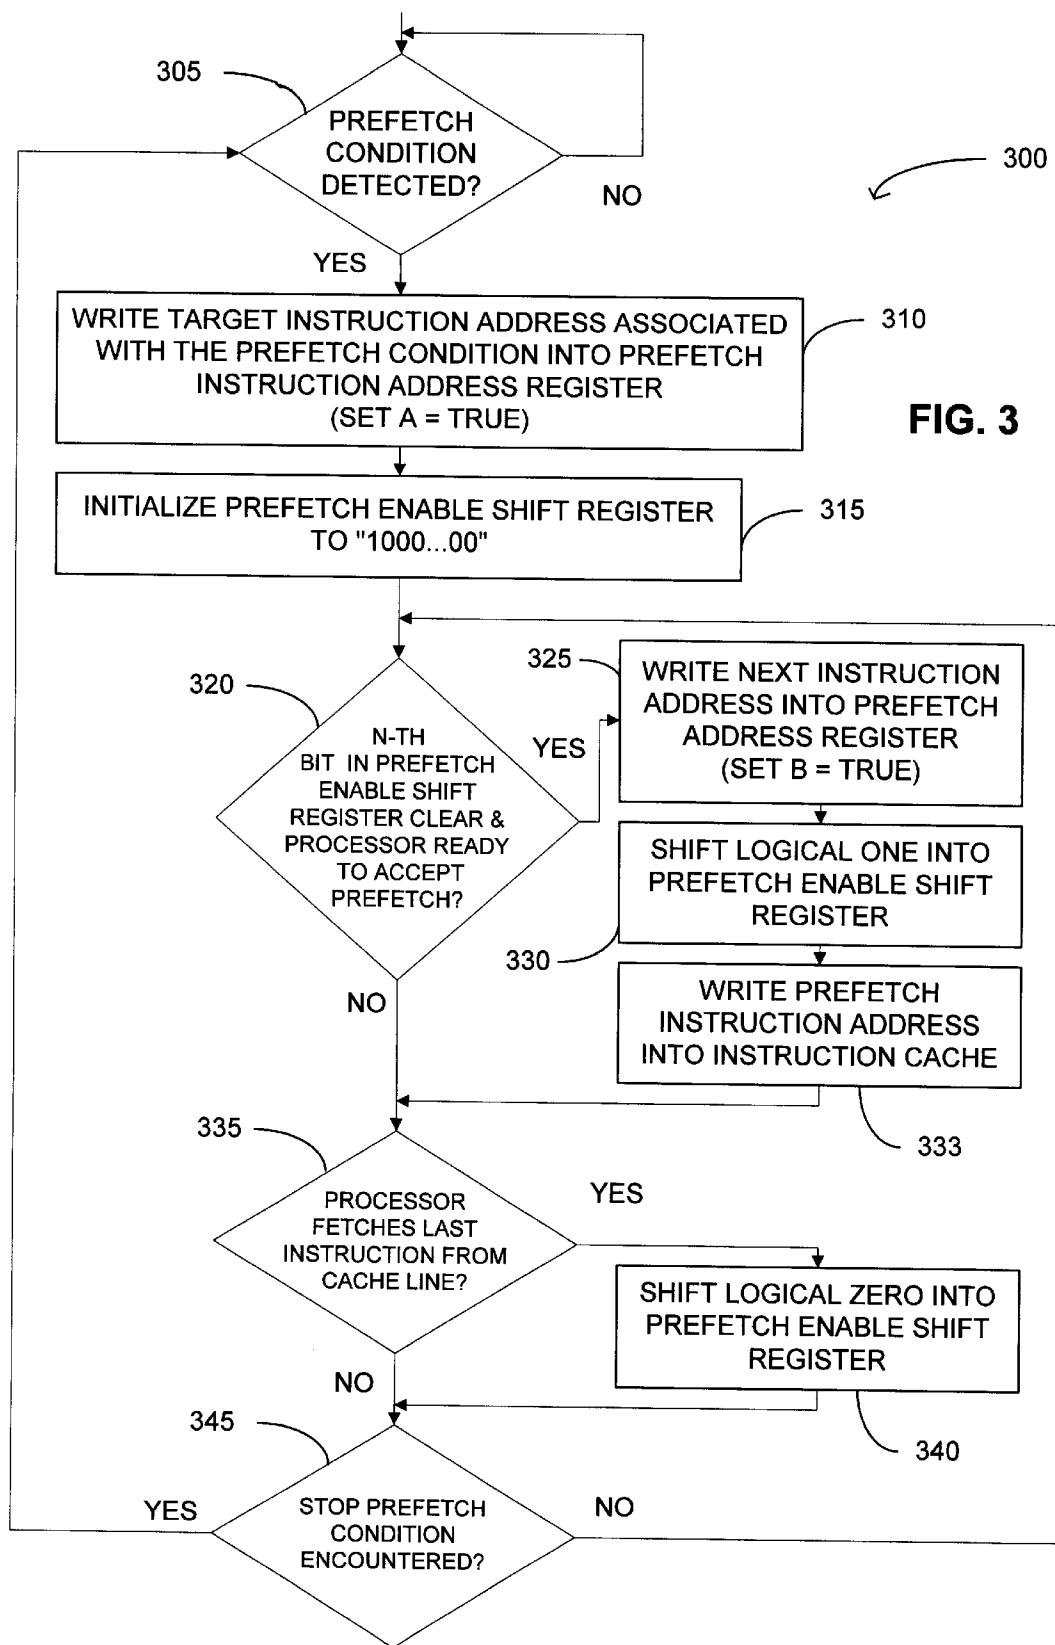 305
PREFETCH
CONDITION
DETECTED?
300
NO
YES
WRITE TARGET INSTRUCTION ADDRESS ASSOCIATED
WITH THE PREFETCH CONDITION INTO PREFETCH
INSTRUCTION ADDRESS REGISTER
(SET A = TRUE)
310
FIG. 3
INITIALIZE PREFETCH ENABLE SHIFT REGISTER
TO "1000...00"
315
320
N-TH
BIT IN PREFETCH
ENABLE SHIFT
REGISTER CLEAR &
PROCESSOR READY
TO ACCEPT
PREFETCH?
YES
325
WRITE NEXT INSTRUCTION
ADDRESS INTO PREFETCH
ADDRESS REGISTER
(SET B = TRUE)
SHIFT LOGICAL ONE INTO
PREFETCH ENABLE SHIFT
REGISTER
330
NO
WRITE PREFETCH
INSTRUCTION ADDRESS
INTO INSTRUCTION CACHE
333
335
PROCESSOR
FETCHES LAST
INSTRUCTION FROM
CACHE LINE?
YES
SHIFT LOGICAL ZERO INTO
PREFETCH ENABLE SHIFT
REGISTER
340
NO
345
YES
STOP PREFETCH
CONDITION
ENCOUNTERED?
NO